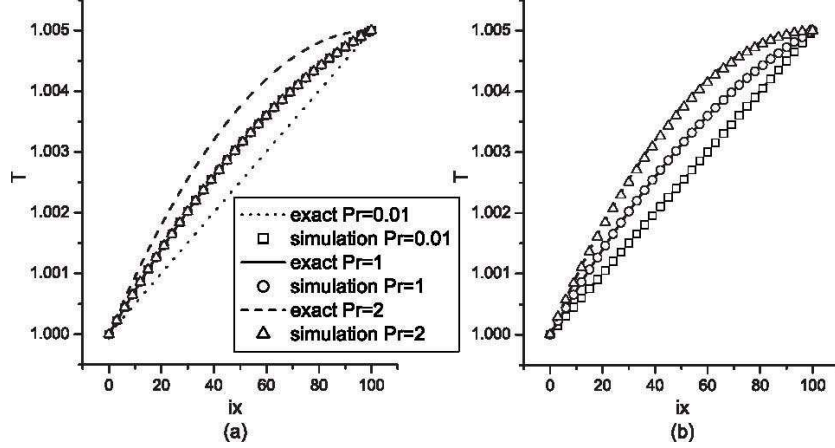 1.005
1.004
1.003
1.002
1.001
1.000
T
0 20 40 60 80 100
ix
(a)
exact Pr=0.01
simulation Pr=0.01
exact Pr=1
simulation Pr=1
exact Pr=2
simulation Pr=2
1.005
1.004
1.003
1.002
1.001
1.000
T
0 20 40 60 80 100
ix
(b)